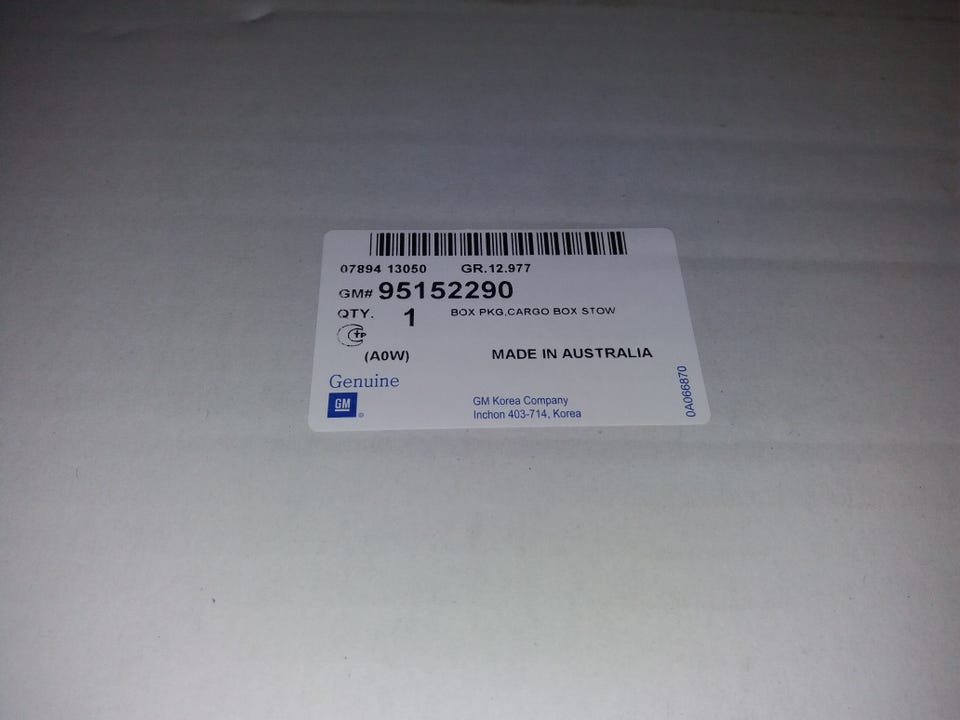 07894 13050 GR.12.977
GM# 95152290
QTY. 1 BOX PKG,CARGO BOX STOW
(A0W) MADE IN AUSTRALIA
Genuine
GM
GM Korea Company
Inchon 403-714, Korea
0A066870